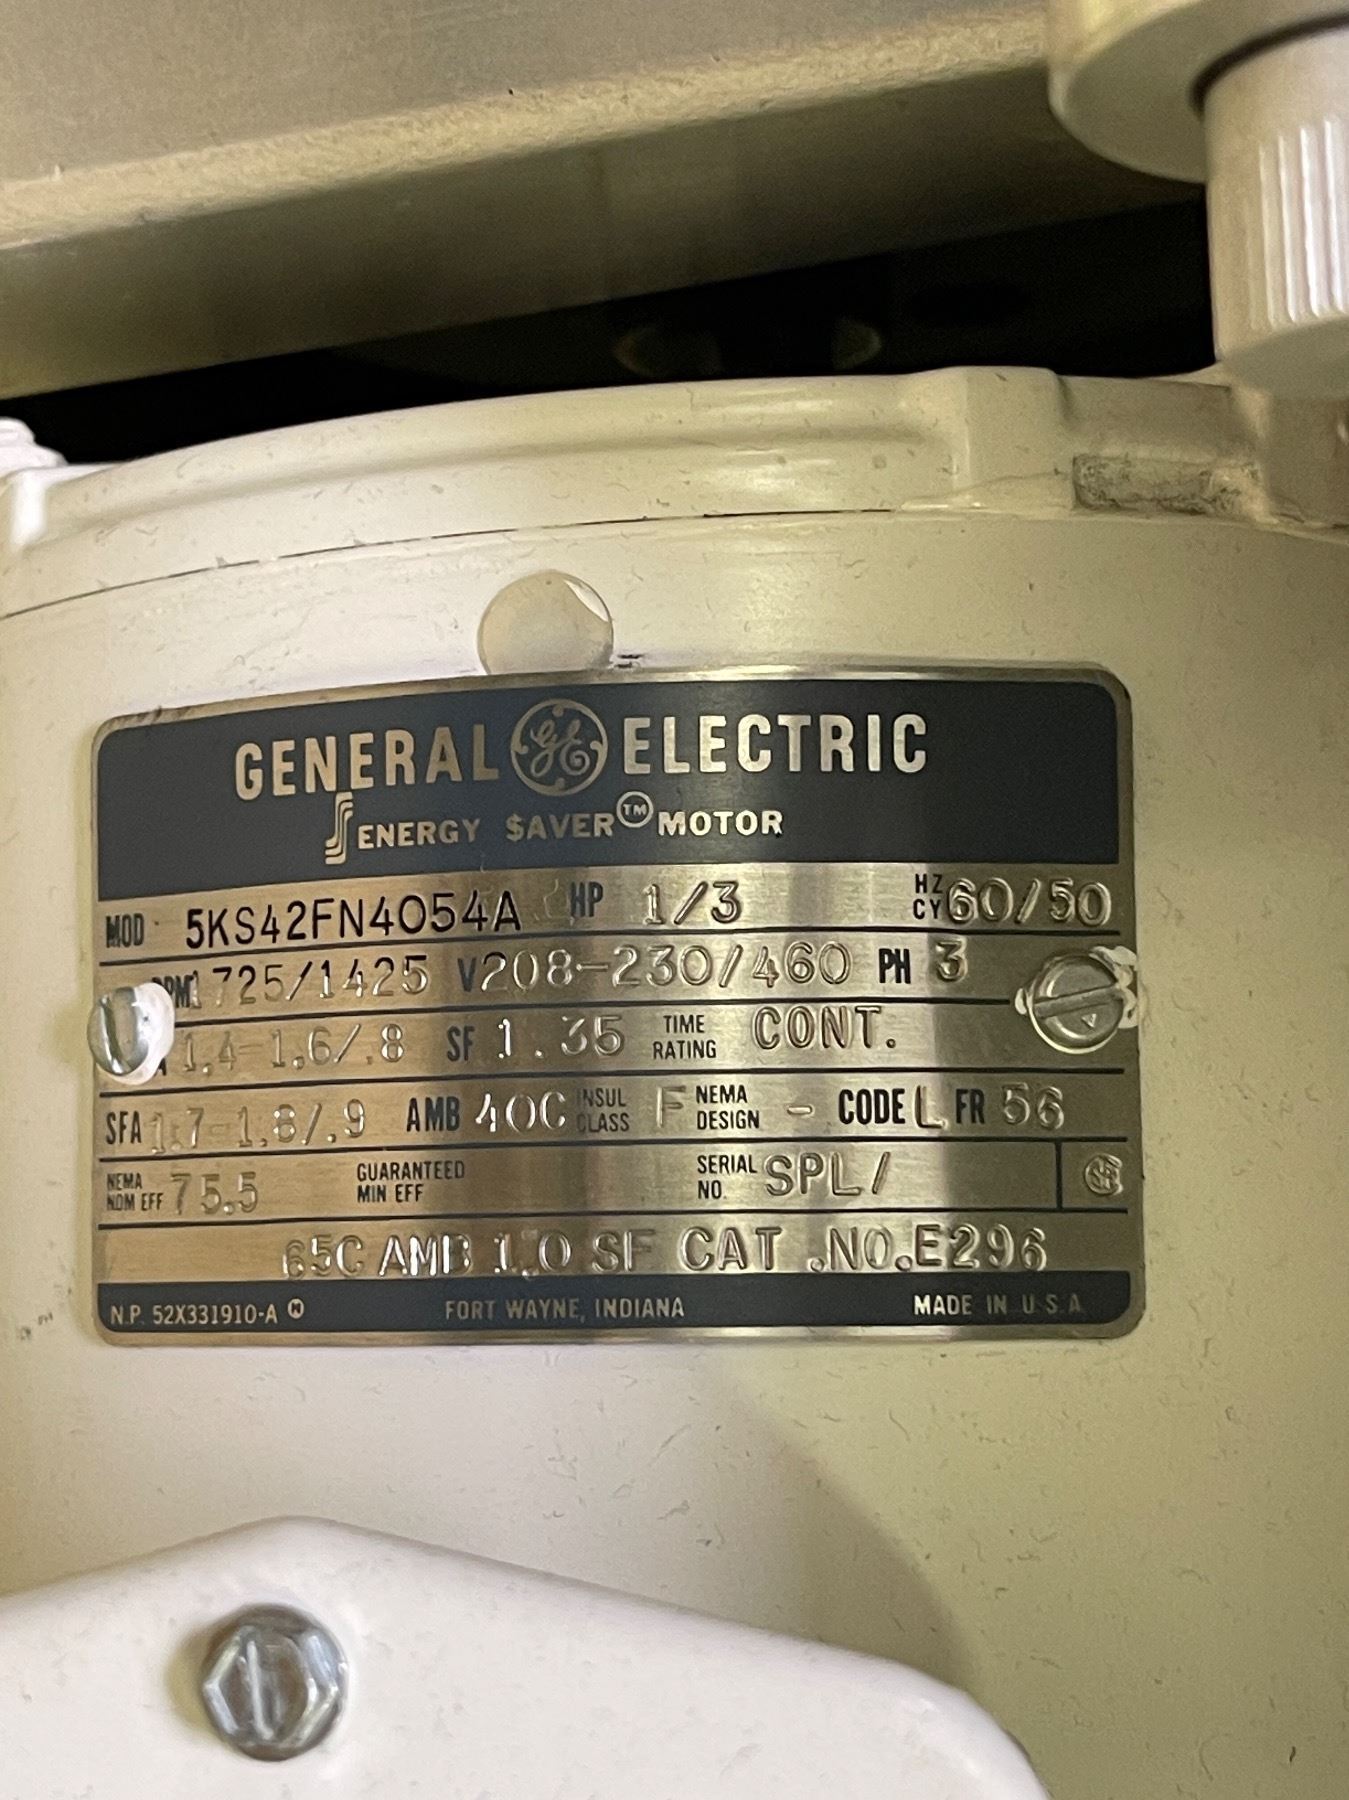 GENERAL GE ELECTRIC
ENERGY $AVER™ MOTOR
MOD 5KS42FN4054A HP 1/3 HZ CY 60/50
RPM 1725/1425 V 208-230/460 PH 3
A 1.4-1.6/.8 SF 1.35 TIME RATING CONT.
SFA 1.7-1.8/.9 AMB 40C INSUL CLASS F NEMA DESIGN - CODE L FR 56
NEMA NOM EFF 75.5 GUARANTEED MIN EFF SERIAL NO. SPL/
65C AMB 1.0 SF CAT .NO.E296
N.P. 52X331910-A FORT WAYNE, INDIANA MADE IN U.S.A.